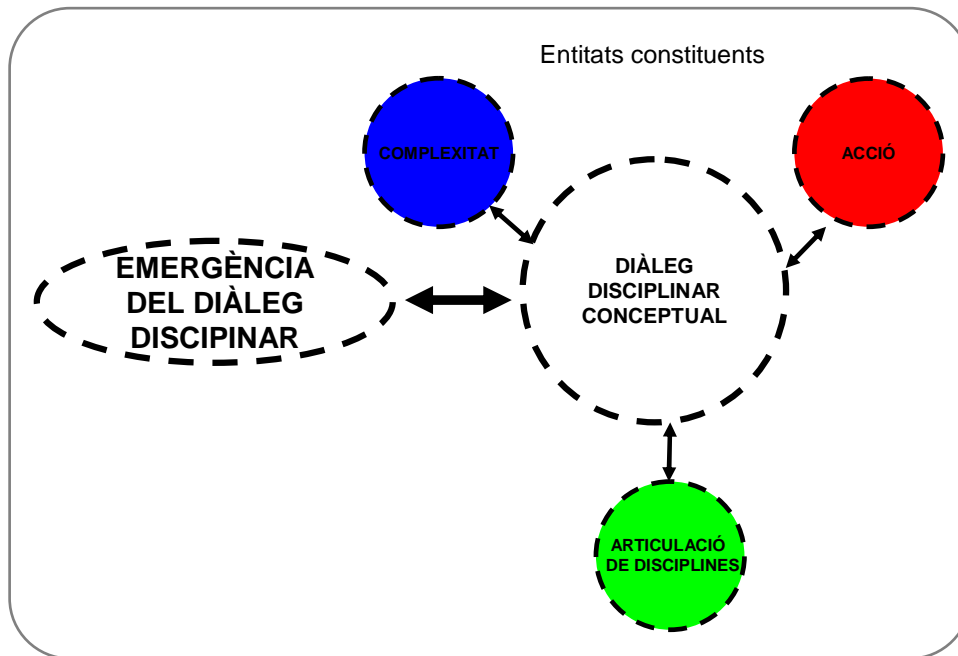 Entitats constituents
COMPLEXITAT
ACCIÓ
EMERGÈNCIA
DEL DIÀLEG
DISCIPINAR
DIÀLEG
DISCIPLINAR
CONCEPTUAL
ARTICULACIÓ
DE DISCIPLINES